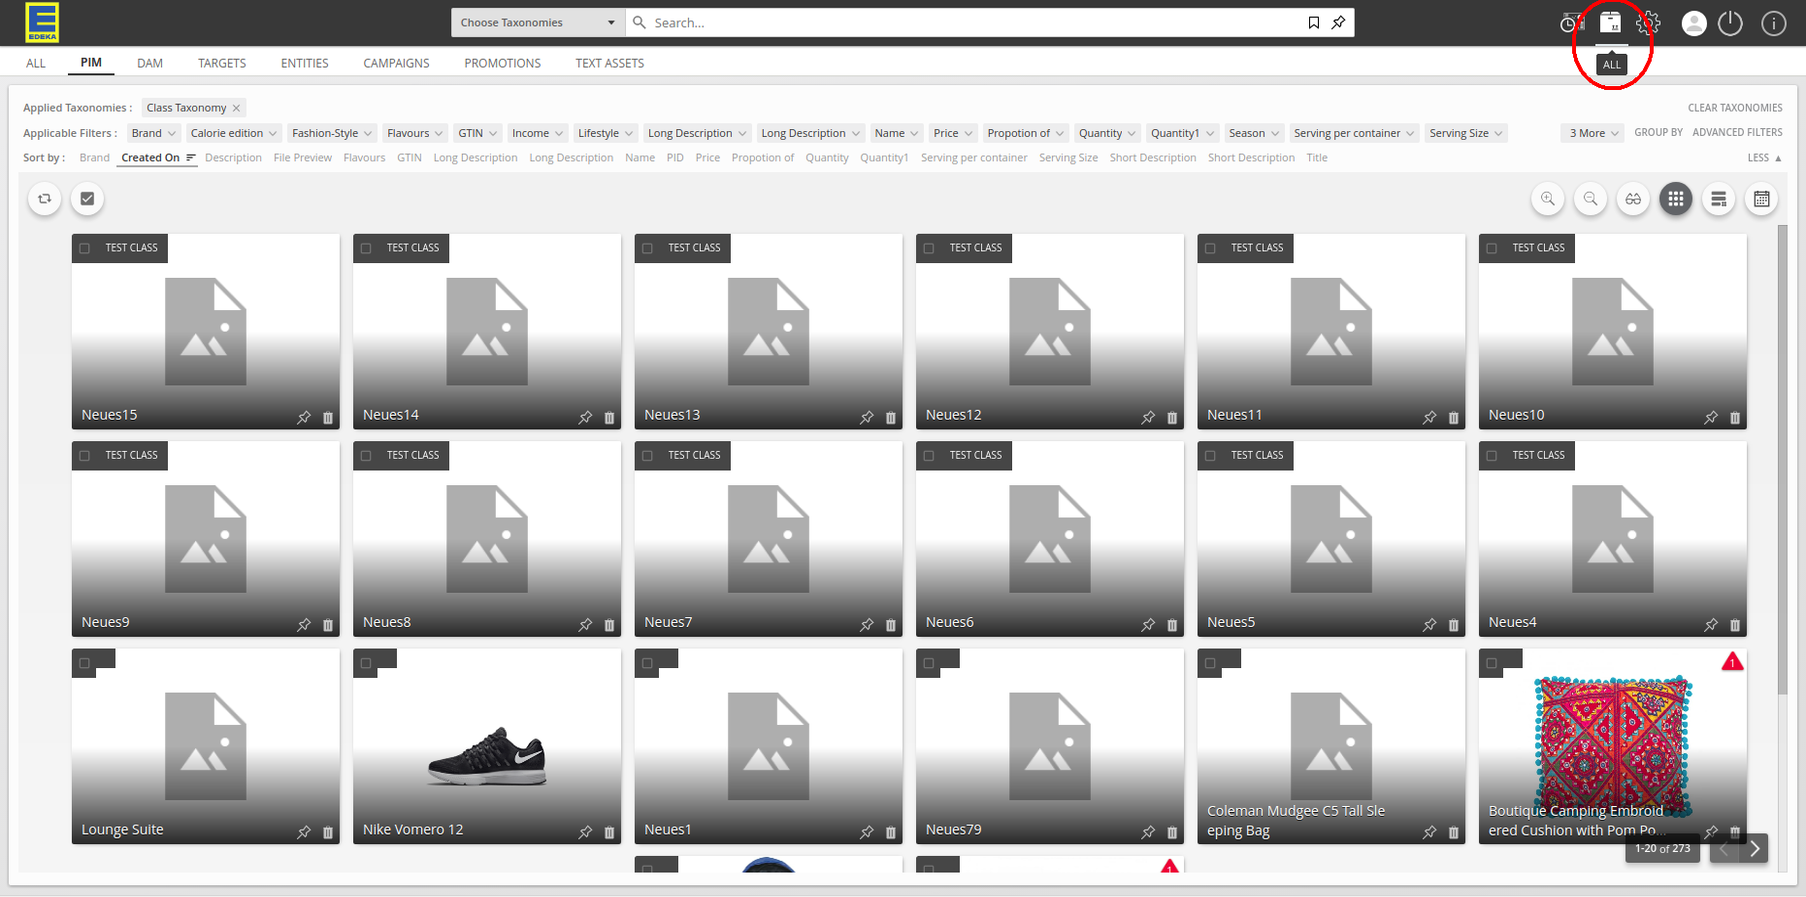 EDEKA
Choose Taxonomies
Search...
ALL PIM DAM TARGETS ENTITIES CAMPAIGNS PROMOTIONS TEXT ASSETS
ALL
Applied Taxonomies : Class Taxonomy CLEAR TAXONOMIES
Applicable Filters : Brand Calorie edition Fashion-Style Flavours GTIN Income Lifestyle Long Description Long Description Name Price Propotion of Quantity Quantity1 Season Serving per container Serving Size 3 More GROUP BY ADVANCED FILTERS
Sort by : Brand Created On Description File Preview Flavours GTIN Long Description Long Description Name PID Price Propotion of Quantity Quantity1 Serving per container Serving Size Short Description Short Description Title LESS
TEST CLASS TEST CLASS TEST CLASS TEST CLASS TEST CLASS TEST CLASS
Neues15 Neues14 Neues13 Neues12 Neues11 Neues10
TEST CLASS TEST CLASS TEST CLASS TEST CLASS TEST CLASS TEST CLASS
Neues9 Neues8 Neues7 Neues6 Neues5 Neues4
1
Lounge Suite Nike Vomero 12 Neues1 Neues79
Coleman Mudgee C5 Tall Sle
eping Bag
Boutique Camping Embroid
ered Cushion with Pom Po...
1-20 of 273
1